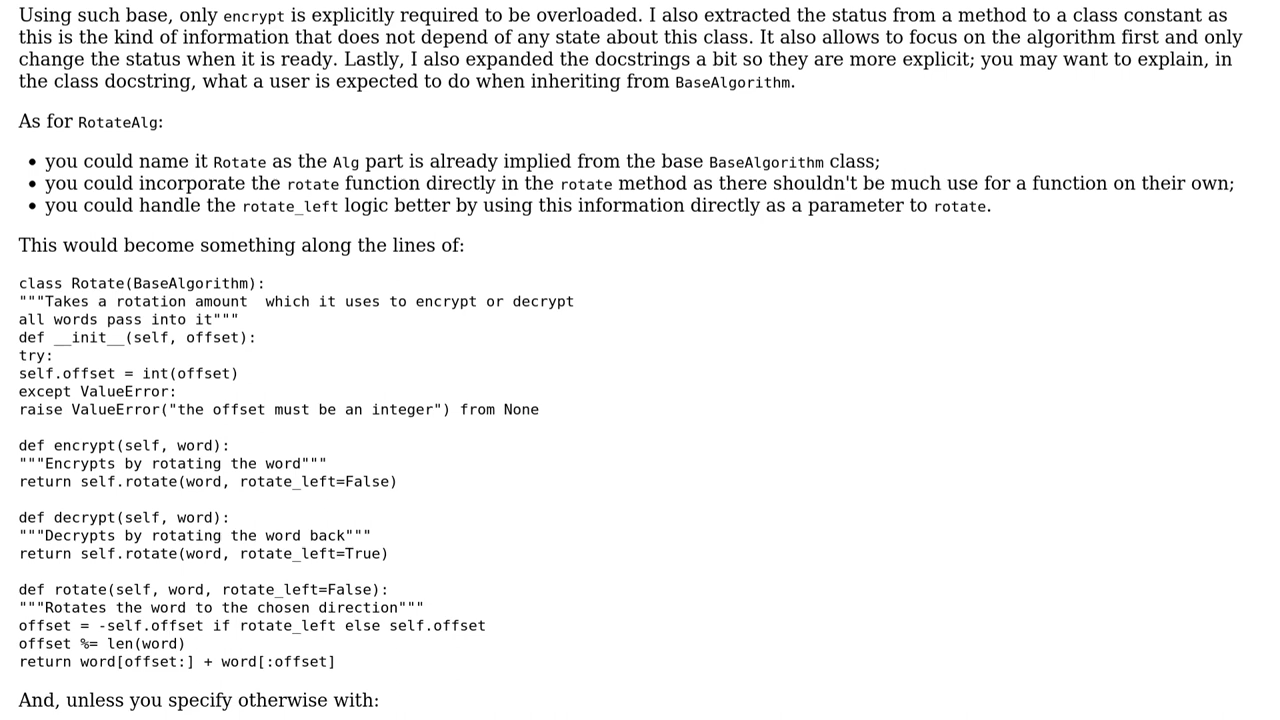 Using such base, only encrypt is explicitly required to be overloaded. I also extracted the status from a method to a class constant as
this is the kind of information that does not depend of any state about this class. It also allows to focus on the algorithm first and only
change the status when it is ready. Lastly, I also expanded the docstrings a bit so they are more explicit; you may want to explain, in
the class docstring, what a user is expected to do when inheriting from BaseAlgorithm.
As for RotateAlg:
• you could name it Rotate as the Alg part is already implied from the base BaseAlgorithm class;
• you could incorporate the rotate function directly in the rotate method as there shouldn't be much use for a function on their own;
• you could handle the rotate_left logic better by using this information directly as a parameter to rotate.
This would become something along the lines of:
class Rotate(BaseAlgorithm):
"""Takes a rotation amount  which it uses to encrypt or decrypt
all words pass into it"""
def __init__(self, offset):
try:
self.offset = int(offset)
except ValueError:
raise ValueError("the offset must be an integer") from None
def encrypt(self, word):
"""Encrypts by rotating the word"""
return self.rotate(word, rotate_left=False)
def decrypt(self, word):
"""Decrypts by rotating the word back"""
return self.rotate(word, rotate_left=True)
def rotate(self, word, rotate_left=False):
"""Rotates the word to the chosen direction"""
offset = -self.offset if rotate_left else self.offset
offset %= len(word)
return word[offset:] + word[:offset]
And, unless you specify otherwise with: